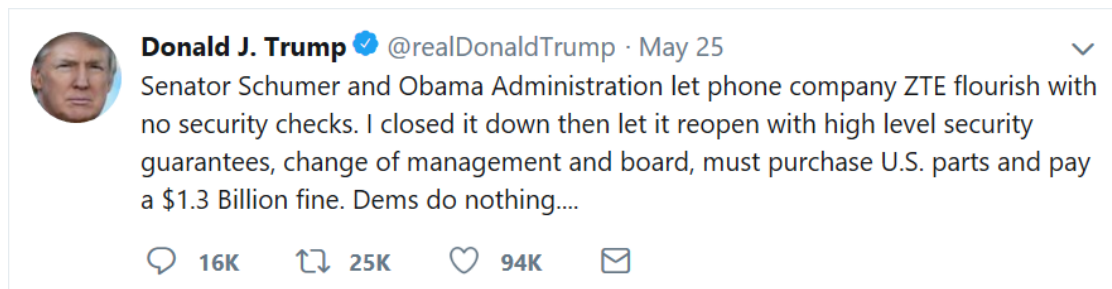 Donald J. Trump @realDonaldTrump · May 25
Senator Schumer and Obama Administration let phone company ZTE flourish with
no security checks. I closed it down then let it reopen with high level security
guarantees, change of management and board, must purchase U.S. parts and pay
a $1.3 Billion fine. Dems do nothing....
16K 25K 94K